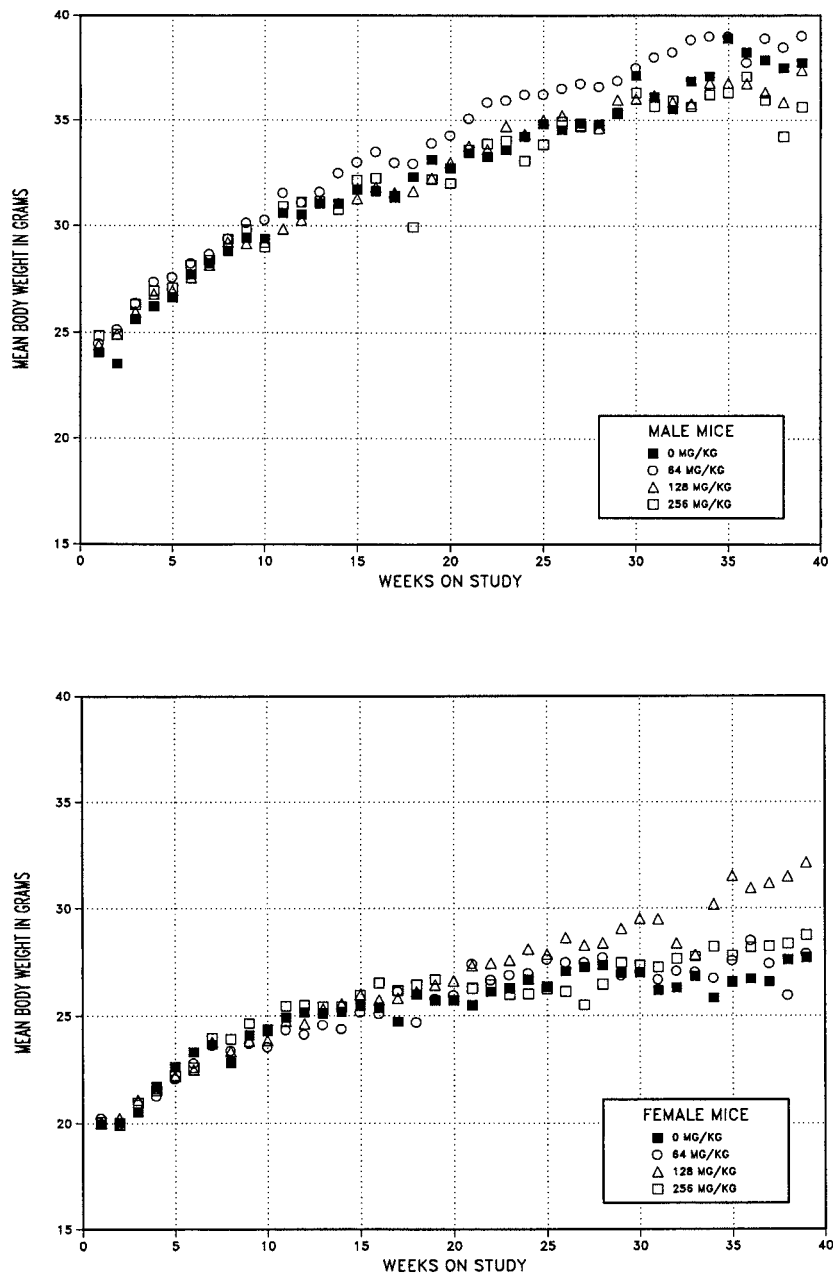 40
35
30
25
20
15
MEAN BODY WEIGHT IN GRAMS
MALE MICE
0 MG/KG
64 MG/KG
128 MG/KG
256 MG/KG
0 5 10 15 20 25 30 35 40
WEEKS ON STUDY
40
35
30
25
20
15
MEAN BODY WEIGHT IN GRAMS
FEMALE MICE
0 MG/KG
64 MG/KG
128 MG/KG
256 MG/KG
0 5 10 15 20 25 30 35 40
WEEKS ON STUDY